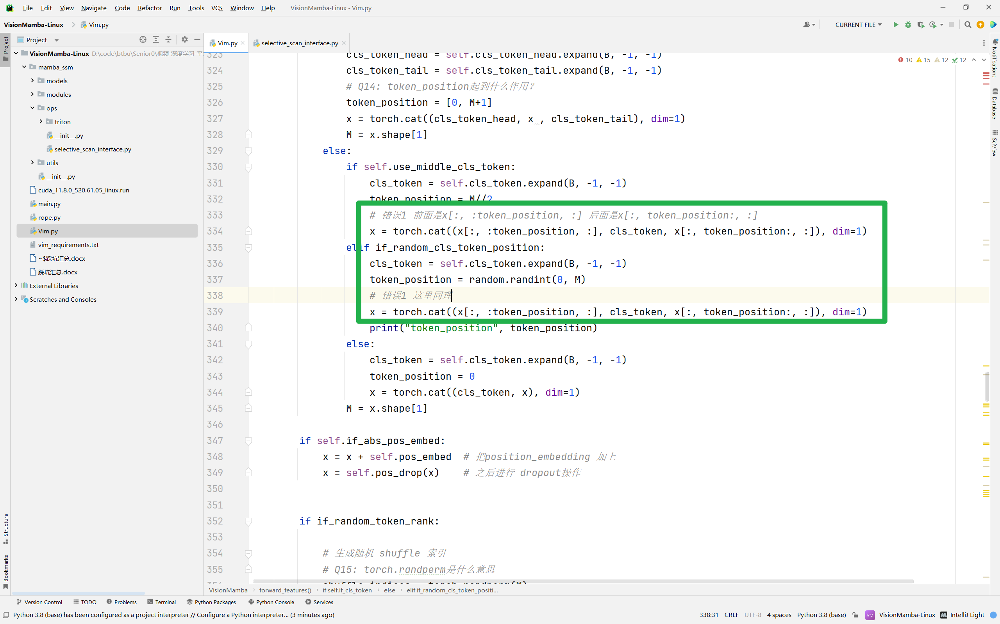 File Edit View Navigate Code Refactor Run Tools VCS Window Help VisionMamba-Linux - Vim.py
VisionMamba-Linux Vim.py CURRENT FILE
Project
Project
Vim.py selective_scan_interface.py
VisionMamba-Linux D:\code\btbu\Senior0\视频-深度学习-平
mamba_ssm
models
modules
ops
triton
__init__.py
selective_scan_interface.py
utils
__init__.py
cuda_11.8.0_520.61.05_linux.run
main.py
rope.py
Vim.py
vim_requirements.txt
~$踩坑汇总.docx
踩坑汇总.docx
External Libraries
Scratches and Consoles
Structure
Bookmarks
10 15 12 12
Notifications
Database
SciView
323 cls_token_head = self.cls_token_head.expand(B, -1, -1)
324 cls_token_tail = self.cls_token_tail.expand(B, -1, -1)
325 # Q14: token_position起到什么作用?
326 token_position = [0, M+1]
327 x = torch.cat((cls_token_head, x , cls_token_tail), dim=1)
328 M = x.shape[1]
329 else:
330 if self.use_middle_cls_token:
331 cls_token = self.cls_token.expand(B, -1, -1)
332 token_position = M//2
333 # 错误1 前面是x[:, :token_position, :] 后面是x[:, token_position:, :]
334 x = torch.cat((x[:, :token_position, :], cls_token, x[:, token_position:, :]), dim=1)
335 elif if_random_cls_token_position:
336 cls_token = self.cls_token.expand(B, -1, -1)
337 token_position = random.randint(0, M)
338 # 错误1 这里同理
339 x = torch.cat((x[:, :token_position, :], cls_token, x[:, token_position:, :]), dim=1)
340 print("token_position", token_position)
341 else:
342 cls_token = self.cls_token.expand(B, -1, -1)
343 token_position = 0
344 x = torch.cat((cls_token, x), dim=1)
345 M = x.shape[1]
346
347 if self.if_abs_pos_embed:
348 x = x + self.pos_embed # 把position_embedding 加上
349 x = self.pos_drop(x) # 之后进行 dropout操作
350
351
352 if if_random_token_rank:
353
354 # 生成随机 shuffle 索引
355 # Q15: torch.randperm是什么意思
VisionMamba forward_features() if self.if_cls_token else elif if_random_cls_token_positi...
Version Control TODO Problems Terminal Python Packages Python Console Services
Python 3.8 (base) has been configured as a project interpreter // Configure a Python interpreter... (3 minutes ago) 338:31 CRLF UTF-8 4 spaces Python 3.8 (base) VM VisionMamba-Linux IntelliJ Light